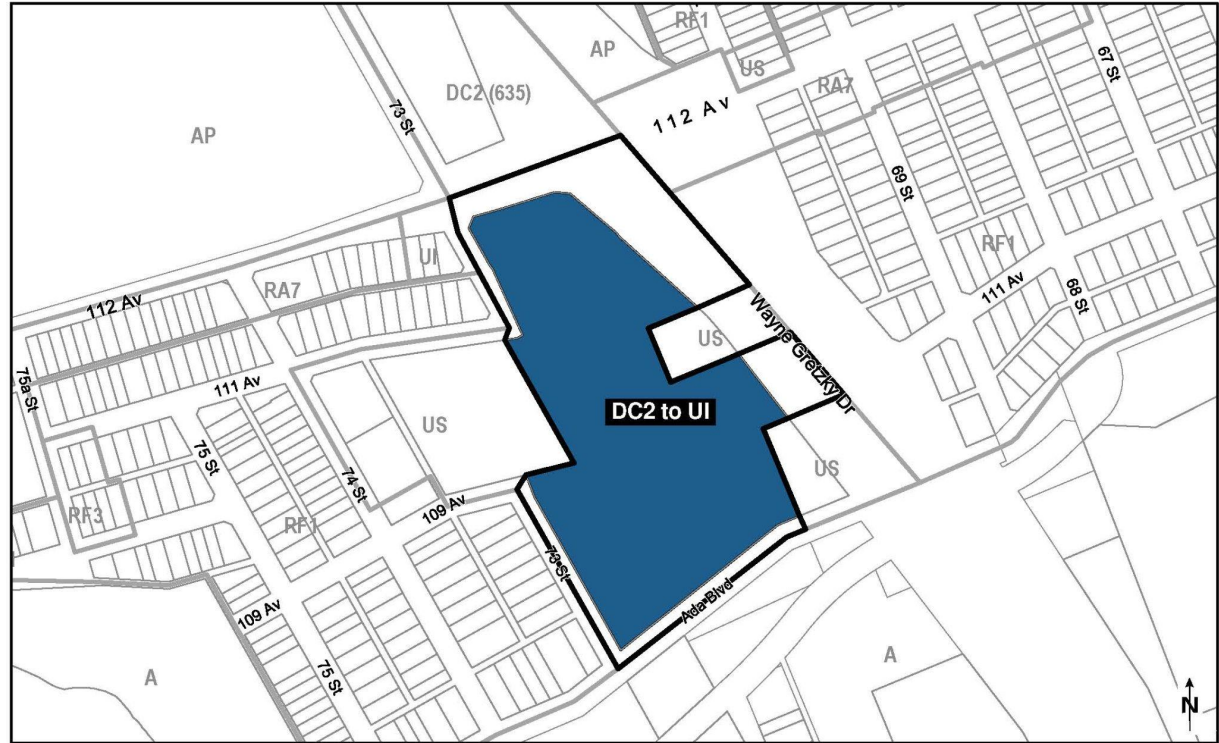 RF1
AP
US
67 St
DC2 (635)
RA7
112 Av
73 St
AP
69 St
RF1
UI
112 Av
RA7
111 Av
68 St
Wayne Gretzky Dr
US
75a St
111 Av
DC2 to UI
US
US
75 St
74 St
109 Av
RF3
RF1
73 St
Ada Blvd
109 Av
A
75 St
A
N